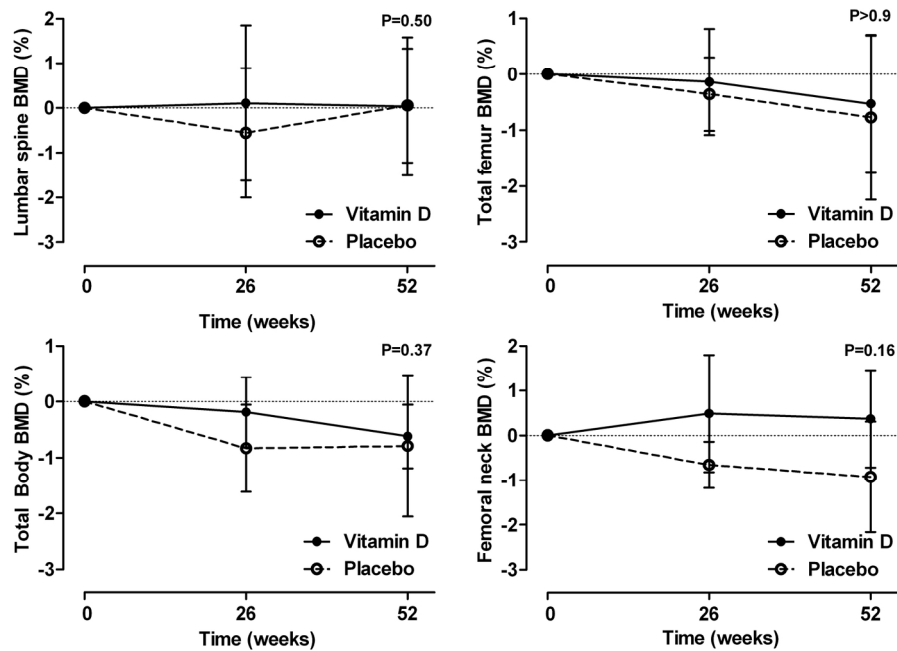 P=0.50
Lumbar spine BMD (%)
2
1
0
-1
-2
-3
Vitamin D
Placebo
0 26 52
Time (weeks)
P>0.9
Total femur BMD (%)
1
0
-1
-2
-3
Vitamin D
Placebo
0 26 52
Time (weeks)
P=0.37
Total Body BMD (%)
1
0
-1
-2
-3
Vitamin D
Placebo
0 26 52
Time (weeks)
P=0.16
Femoral neck BMD (%)
2
1
0
-1
-2
-3
Vitamin D
Placebo
0 26 52
Time (weeks)